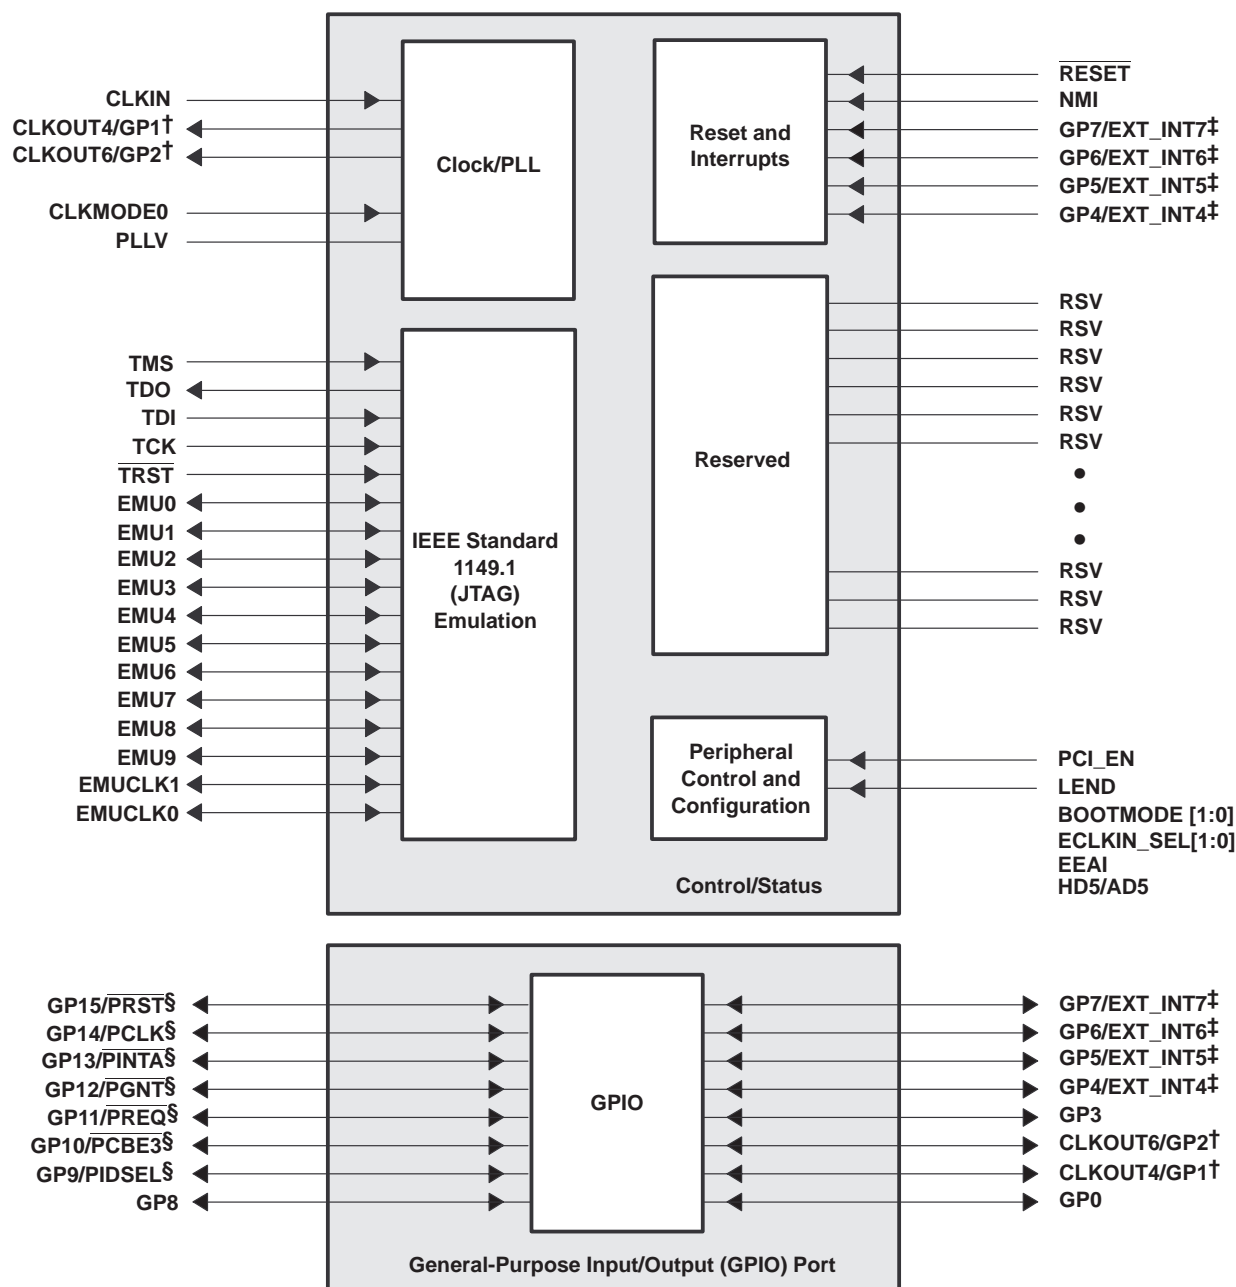 CLKIN
CLKOUT4/GP1†
CLKOUT6/GP2†
CLKMODE0
PLLV
Clock/PLL
Reset and
Interrupts
RESET
NMI
GP7/EXT_INT7‡
GP6/EXT_INT6‡
GP5/EXT_INT5‡
GP4/EXT_INT4‡
TMS
TDO
TDI
TCK
TRST
EMU0
EMU1
EMU2
EMU3
EMU4
EMU5
EMU6
EMU7
EMU8
EMU9
EMUCLK1
EMUCLK0
IEEE Standard
1149.1
(JTAG)
Emulation
Reserved
RSV
RSV
RSV
RSV
RSV
RSV
•
•
•
RSV
RSV
RSV
Peripheral
Control and
Configuration
PCI_EN
LEND
BOOTMODE [1:0]
ECLKIN_SEL[1:0]
EEAI
HD5/AD5
Control/Status
GP15/PRST§
GP14/PCLK§
GP13/PINTA§
GP12/PGNT§
GP11/PREQ§
GP10/PCBE3§
GP9/PIDSEL§
GP8
GPIO
GP7/EXT_INT7‡
GP6/EXT_INT6‡
GP5/EXT_INT5‡
GP4/EXT_INT4‡
GP3
CLKOUT6/GP2†
CLKOUT4/GP1†
GP0
General-Purpose Input/Output (GPIO) Port